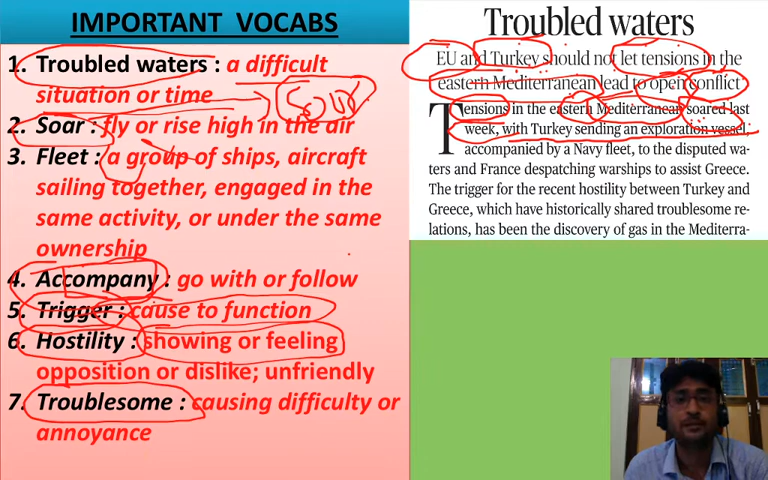 IMPORTANT VOCABS
1. Troubled waters : a difficult
situation or time
2. Soar : fly or rise high in the air
3. Fleet : a group of ships, aircraft
sailing together, engaged in the
same activity, or under the same
ownership
4. Accompany : go with or follow
5. Trigger : cause to function
6. Hostility : showing or feeling
opposition or dislike; unfriendly
7. Troublesome : causing difficulty or
annoyance
Troubled waters
EU and Turkey should not let tensions in the
eastern Mediterranean lead to open conflict
Tensions in the eastern Mediterranean soared last
week, with Turkey sending an exploration vessel,
accompanied by a Navy fleet, to the disputed wa-
ters and France despatching warships to assist Greece.
The trigger for the recent hostility between Turkey and
Greece, which have historically shared troublesome re-
lations, has been the discovery of gas in the Mediterra-